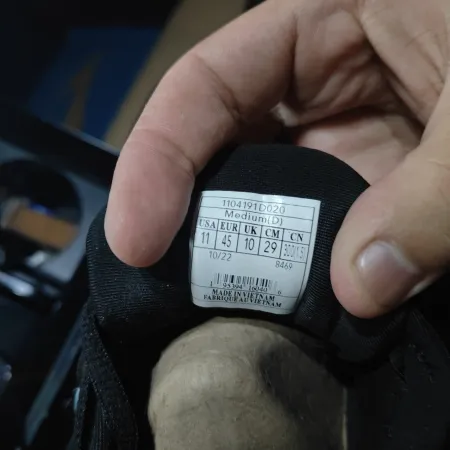 1104191D020
Medium(D)
USA EUR UK CM CN
11 45 10 29
10/22 8469
MADE IN VIETNAM
FABRIQUE AU VIETNAM